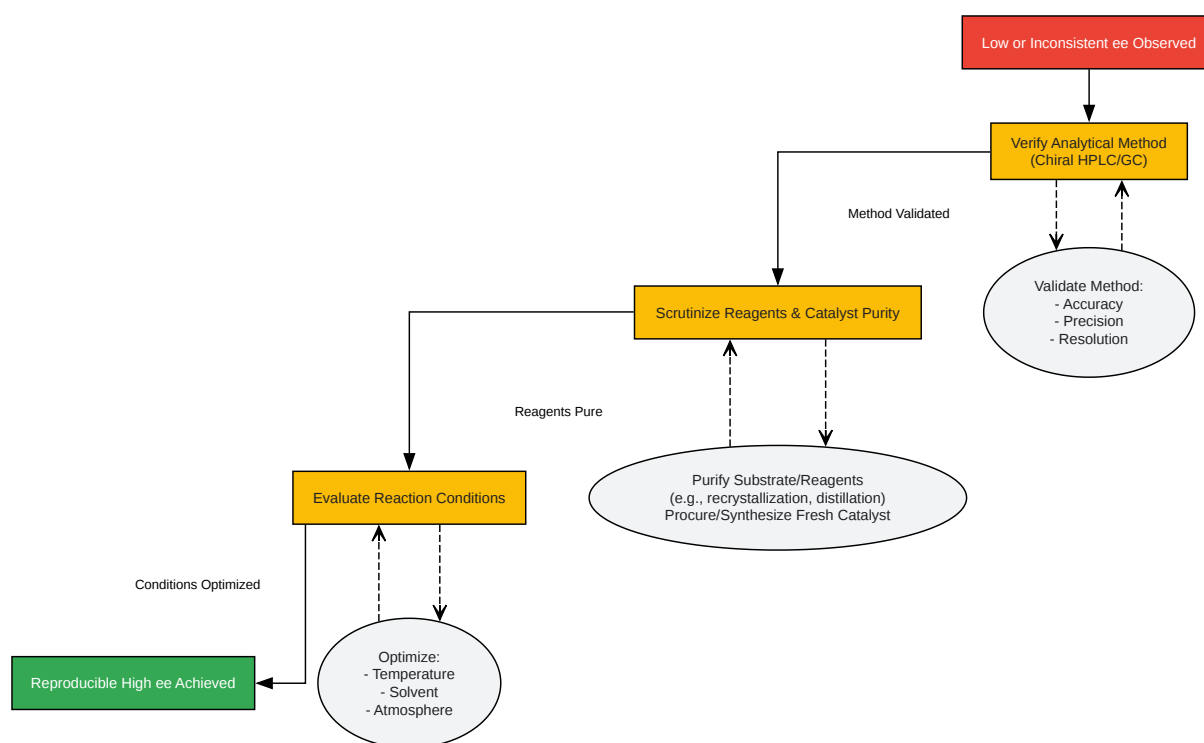 Low or Inconsistent ee Observed
Verify Analytical Method
(Chiral HPLC/GC)
Method Validated
Validate Method:
- Accuracy
- Precision
- Resolution
Scrutinize Reagents & Catalyst Purity
Reagents Pure
Purify Substrate/Reagents
(e.g., recrystallization, distillation)
Procure/Synthesize Fresh Catalyst
Evaluate Reaction Conditions
Conditions Optimized
Optimize:
- Temperature
- Solvent
- Atmosphere
Reproducible High ee Achieved